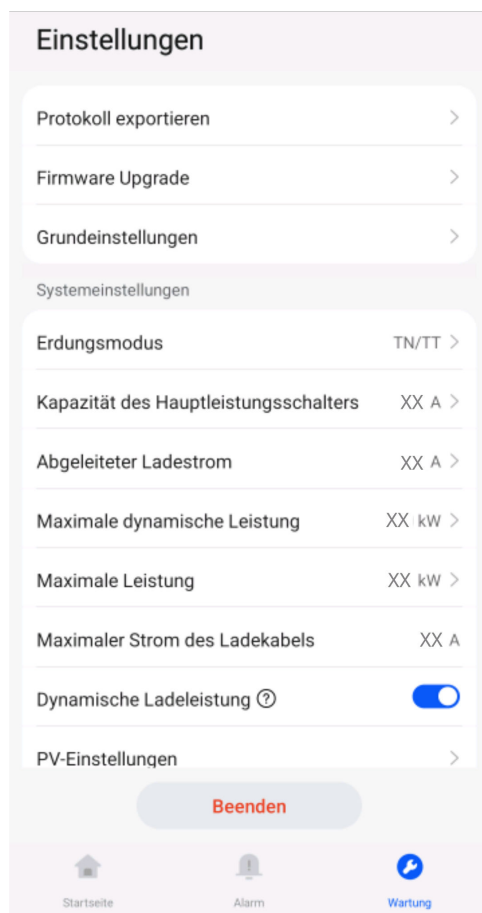 Einstellungen
Protokoll exportieren
Firmware Upgrade
Grundeinstellungen
Systemeinstellungen
Erdungsmodus TN/TT
Kapazität des Hauptleistungsschalters XX A
Abgeleiteter Ladestrom XX A
Maximale dynamische Leistung XX kW
Maximale Leistung XX kW
Maximaler Strom des Ladekabels XX A
Dynamische Ladeleistung ?
PV-Einstellungen
Beenden
Startseite Alarm Wartung